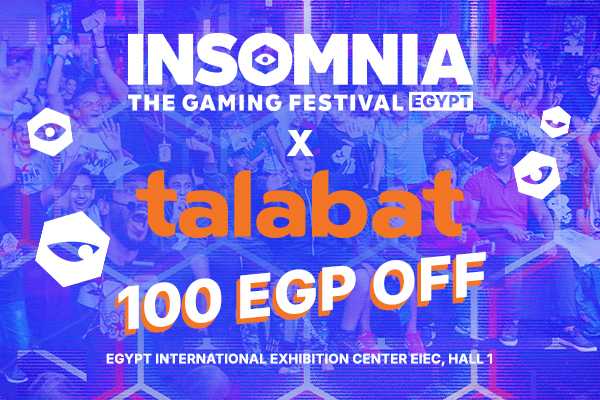 INSOMNIA
THE GAMING FESTIVAL EGYPT
X
talabat
100 EGP OFF
EGYPT INTERNATIONAL EXHIBITION CENTER EIEC, HALL 1